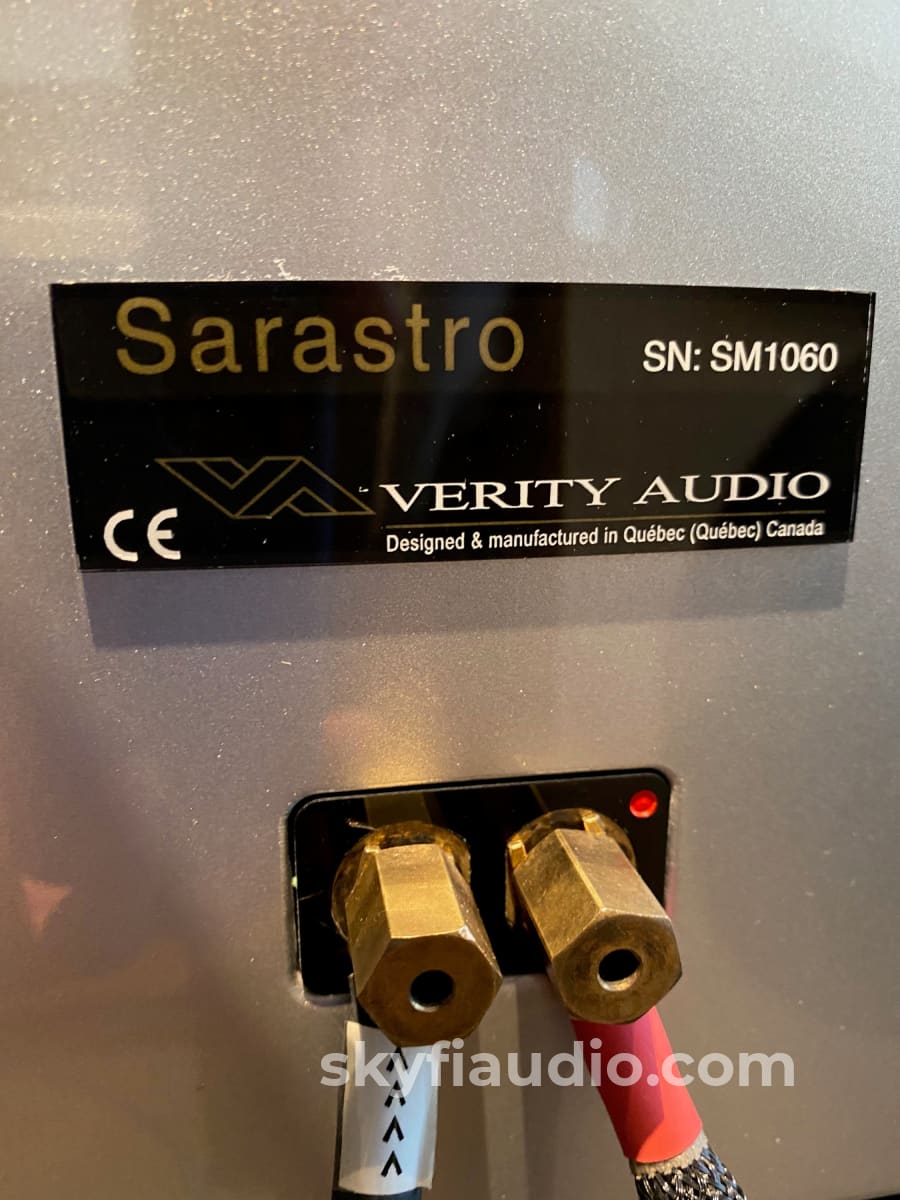 Sarastro
SN: SM1060
VERITY AUDIO
CE
Designed & manufactured in Québec (Québec) Canada
skyfiaudio.com